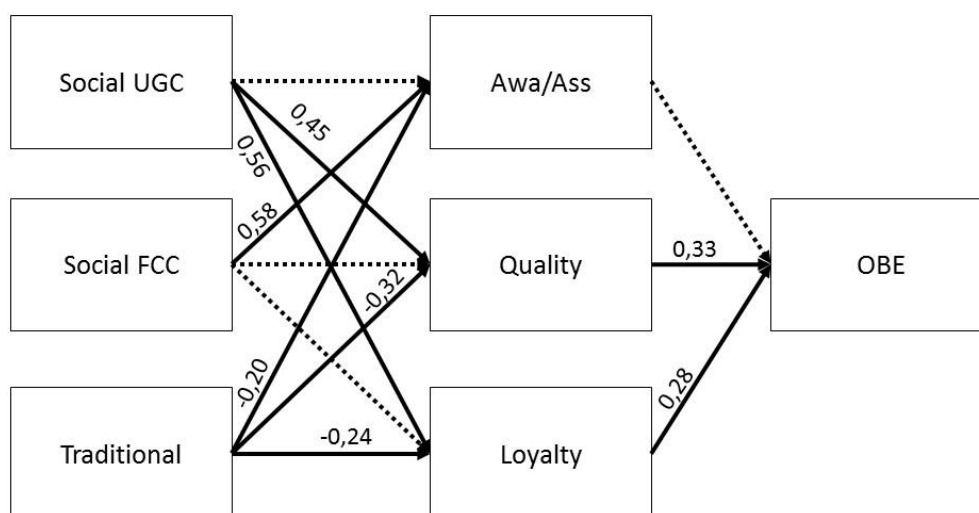 Social UGC
Awa/Ass
0,45
0,56
Social FCC
0,58
Quality
0,33
OBE
-0,32
-0,20
0,28
Traditional
-0,24
Loyalty